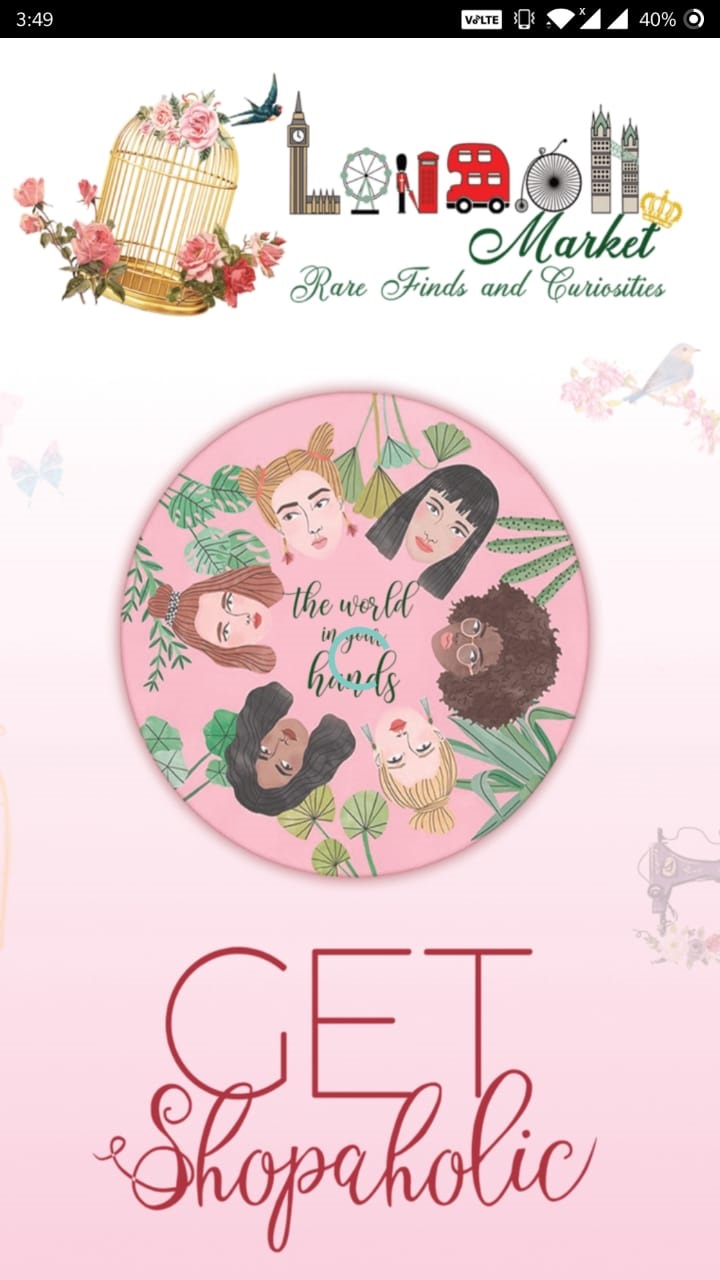 3:49
VoLTE
x
40%
LONDON
Market
Rare Finds and Curiosities
the world
in your
hands
GET
Shopaholic